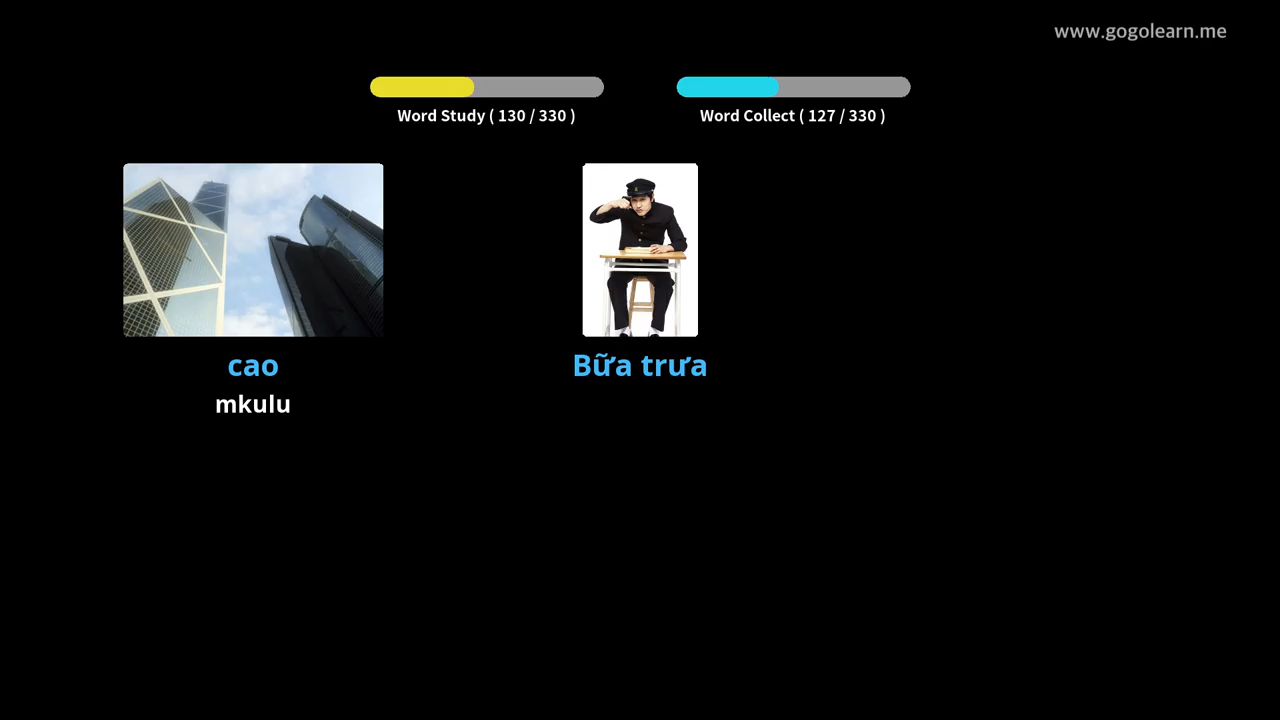 www.gogolearn.me
Word Study ( 130 / 330 )
Word Collect ( 127 / 330 )
cao
mkulu
Bữa trưa